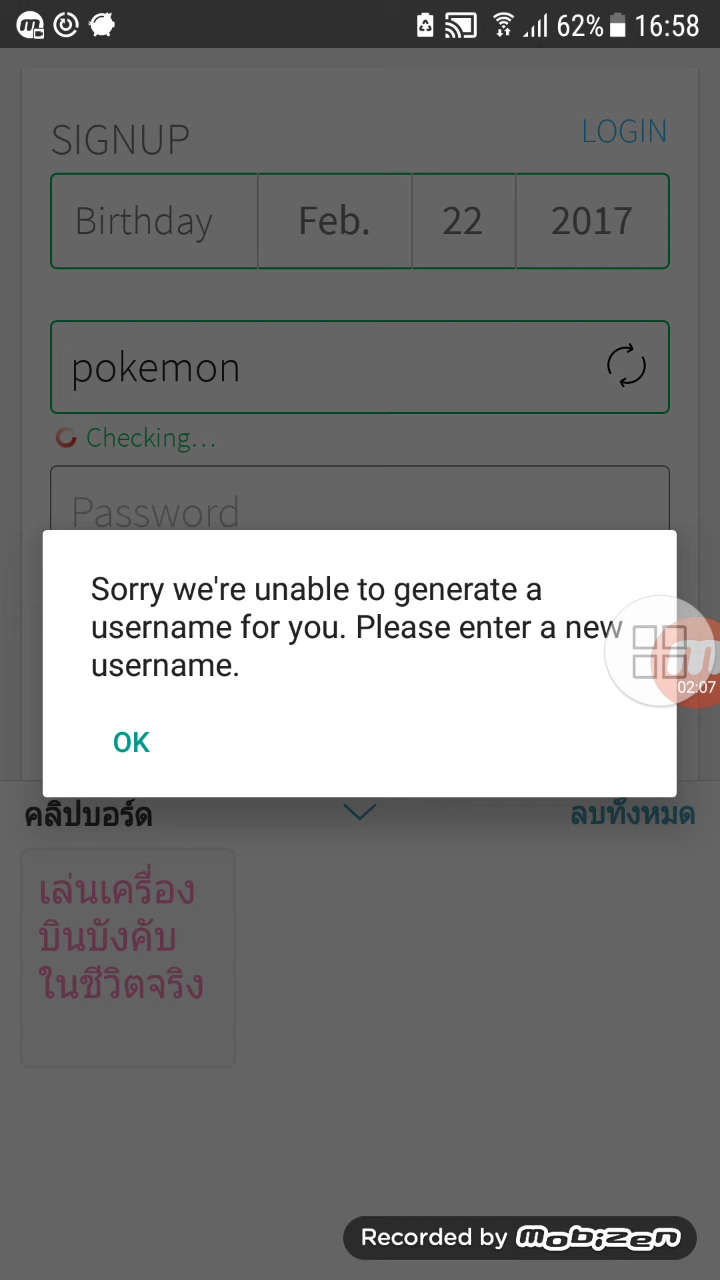 62% 16:58
SIGNUP LOGIN
Birthday Feb. 22 2017
pokemon
Checking...
Password
Sorry we're unable to generate a
username for you. Please enter a new
username.
02:07
OK
คลิปบอร์ด ลบทั้งหมด
เล่นเครื่อง
บินบังคับ
ในชีวิตจริง
Recorded by mobizen